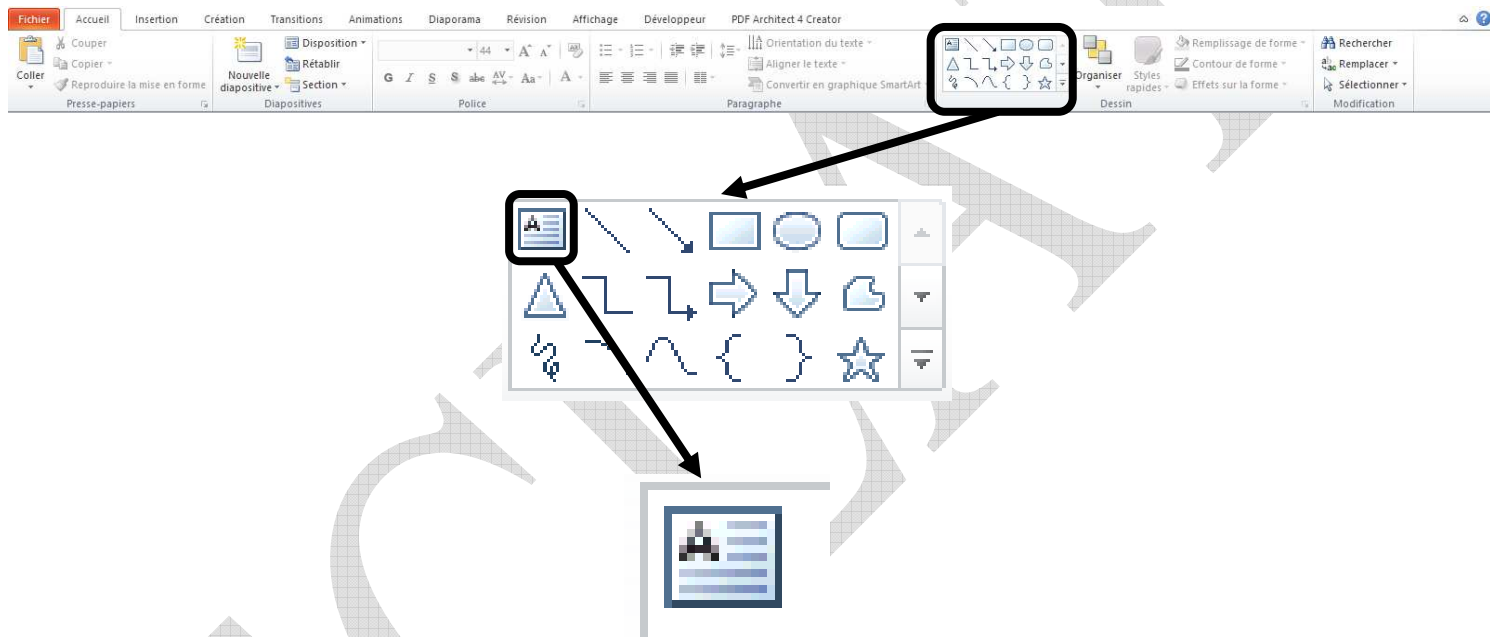 Fichier Accueil Insertion Création Transitions Animations Diaporama Révision Affichage Développeur PDF Architect 4 Creator
Coller
Couper
Copier
Reproduire la mise en forme
Presse-papiers
Nouvelle
diapositive
Disposition
Rétablir
Section
Diapositives
44 A A
G I S S abc AV Aa A
Police
Orientation du texte
Aligner le texte
Convertir en graphique SmartArt
Paragraphe
Organiser
Styles
rapides
Remplissage de forme
Contour de forme
Effets sur la forme
Dessin
Rechercher
Remplacer
Sélectionner
Modification
A
A